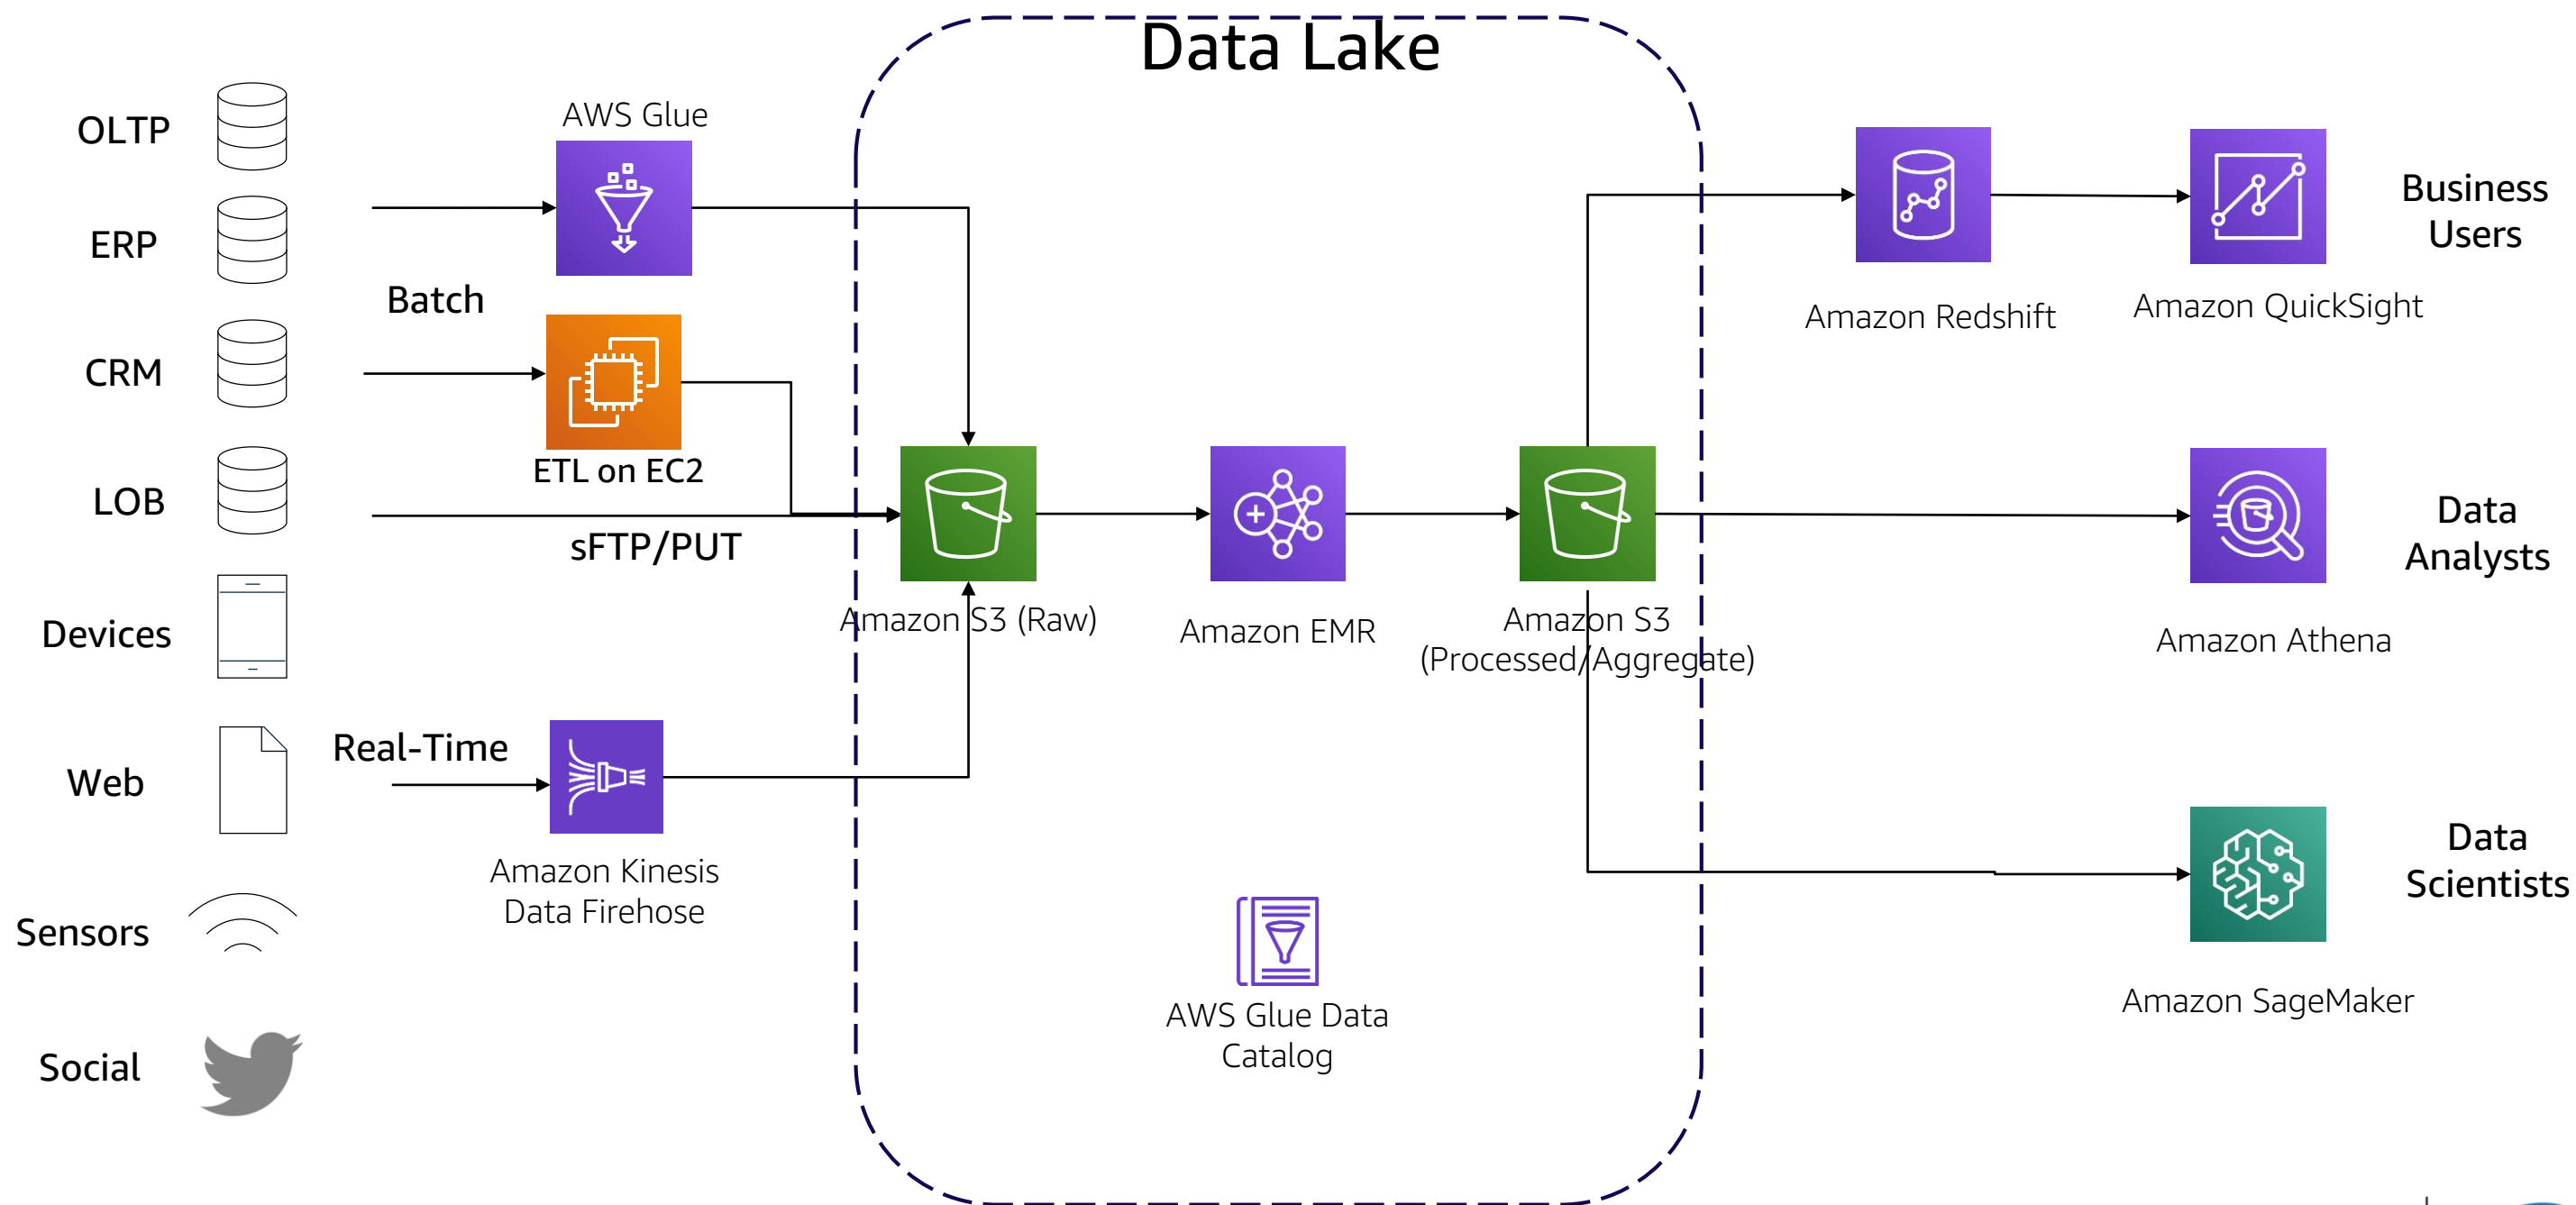 Data Lake
OLTP
ERP
CRM
LOB
Devices
Web
Sensors
Social
Batch
Real-Time
AWS Glue
ETL on EC2
sFTP/PUT
Amazon Kinesis
Data Firehose
Amazon S3 (Raw)
Amazon EMR
Amazon S3
(Processed/Aggregate)
AWS Glue Data
Catalog
Amazon Redshift
Amazon QuickSight
Business
Users
Amazon Athena
Data
Analysts
Amazon SageMaker
Data
Scientists